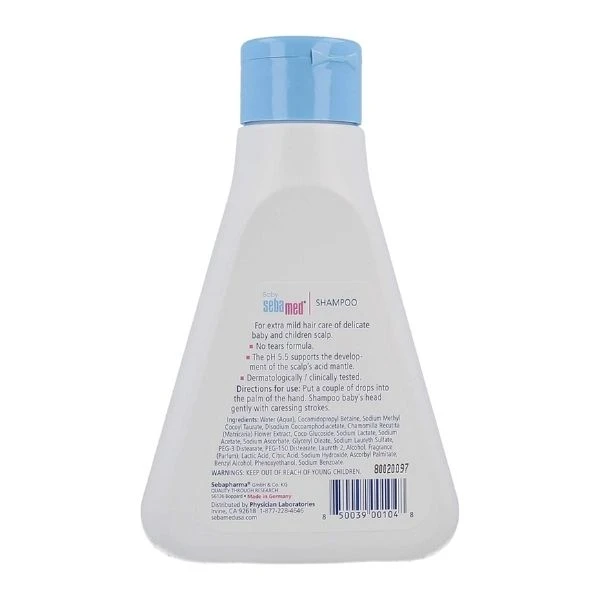 Baby
sebamed® | SHAMPOO
For extra mild hair care of delicate
baby and children scalp.
▪ No tears formula.
▪ The pH 5.5 supports the develop-
ment of the scalp's acid mantle.
▪ Dermatologically / clinically tested.
Directions for use: Put a couple of drops into
the palm of the hand. Shampoo baby's head
gently with caressing strokes.
Ingredients: Water (Aqua), Cocamidopropyl Betaine, Sodium Methyl
Cocoyl Taurate, Disodium Cocoamphodiacetate, Chamomilla Recutita
(Matricaria) Flower Extract, Coco-Glucoside, Sodium Lactate, Sodium
Acetate, Sodium Ascorbate, Glyceryl Oleate, Sodium Laureth Sulfate,
PEG-3 Distearate, PEG-150 Distearate, Laureth-2, Alcohol, Fragrance
(Parfum), Lactic Acid, Citric Acid, Sodium Hydroxide, Ascorbyl Palmitate,
Benzyl Alcohol, Phenoxyethanol, Sodium Benzoate.
WARNINGS: KEEP OUT OF REACH OF YOUNG CHILDREN.
80020097
Sebapharma® GmbH & Co. KG
QUALITY THROUGH RESEARCH
56136 Boppard • Made in Germany
Distributed by Physician Laboratories
Irvine, CA 92618 1-877-228-4646
sebamedusa.com
8 50039 00104 8